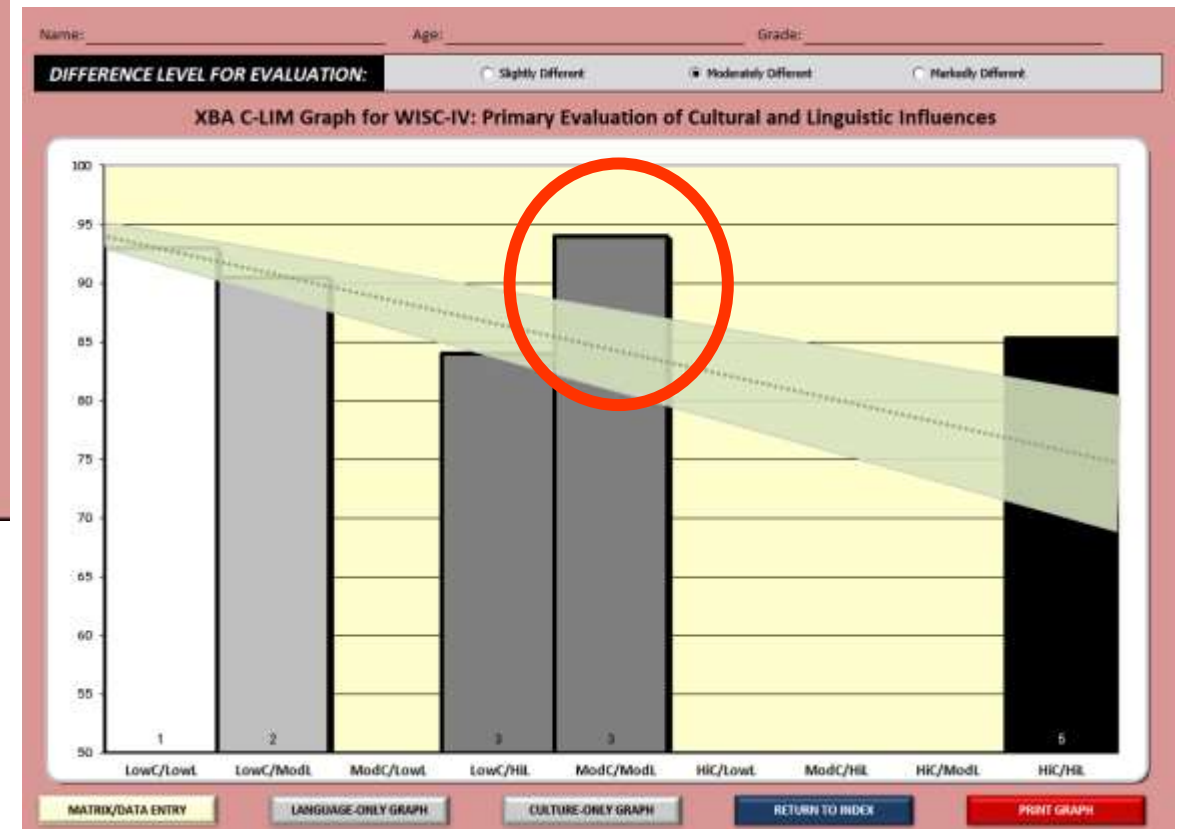 Name: Age: Grade:
DIFFERENCE LEVEL FOR EVALUATION: Slightly Different Moderately Different Markedly Different
XBA C-LIM Graph for WISC-IV: Primary Evaluation of Cultural and Linguistic Influences
100
95
90
85
80
75
70
65
60
55
50
1 2 3 3 5
LowC/LowL LowC/ModL ModC/LowL LowC/HiL ModC/ModL HiC/LowL ModC/HiL HiC/ModL HiC/HiL
MATRIX/DATA ENTRY LANGUAGE-ONLY GRAPH CULTURE-ONLY GRAPH RETURN TO INDEX PRINT GRAPH